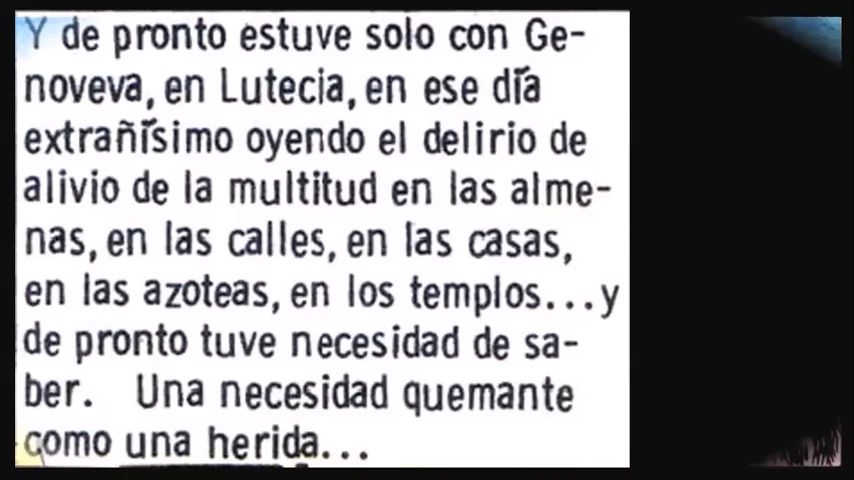 Y de pronto estuve solo con Ge-
noveva, en Lutecia, en ese día
extrañísimo oyendo el delirio de
alivio de la multitud en las alme-
nas, en las calles, en las casas,
en las azoteas, en los templos...y
de pronto tuve necesidad de sa-
ber. Una necesidad quemante
como una herida...